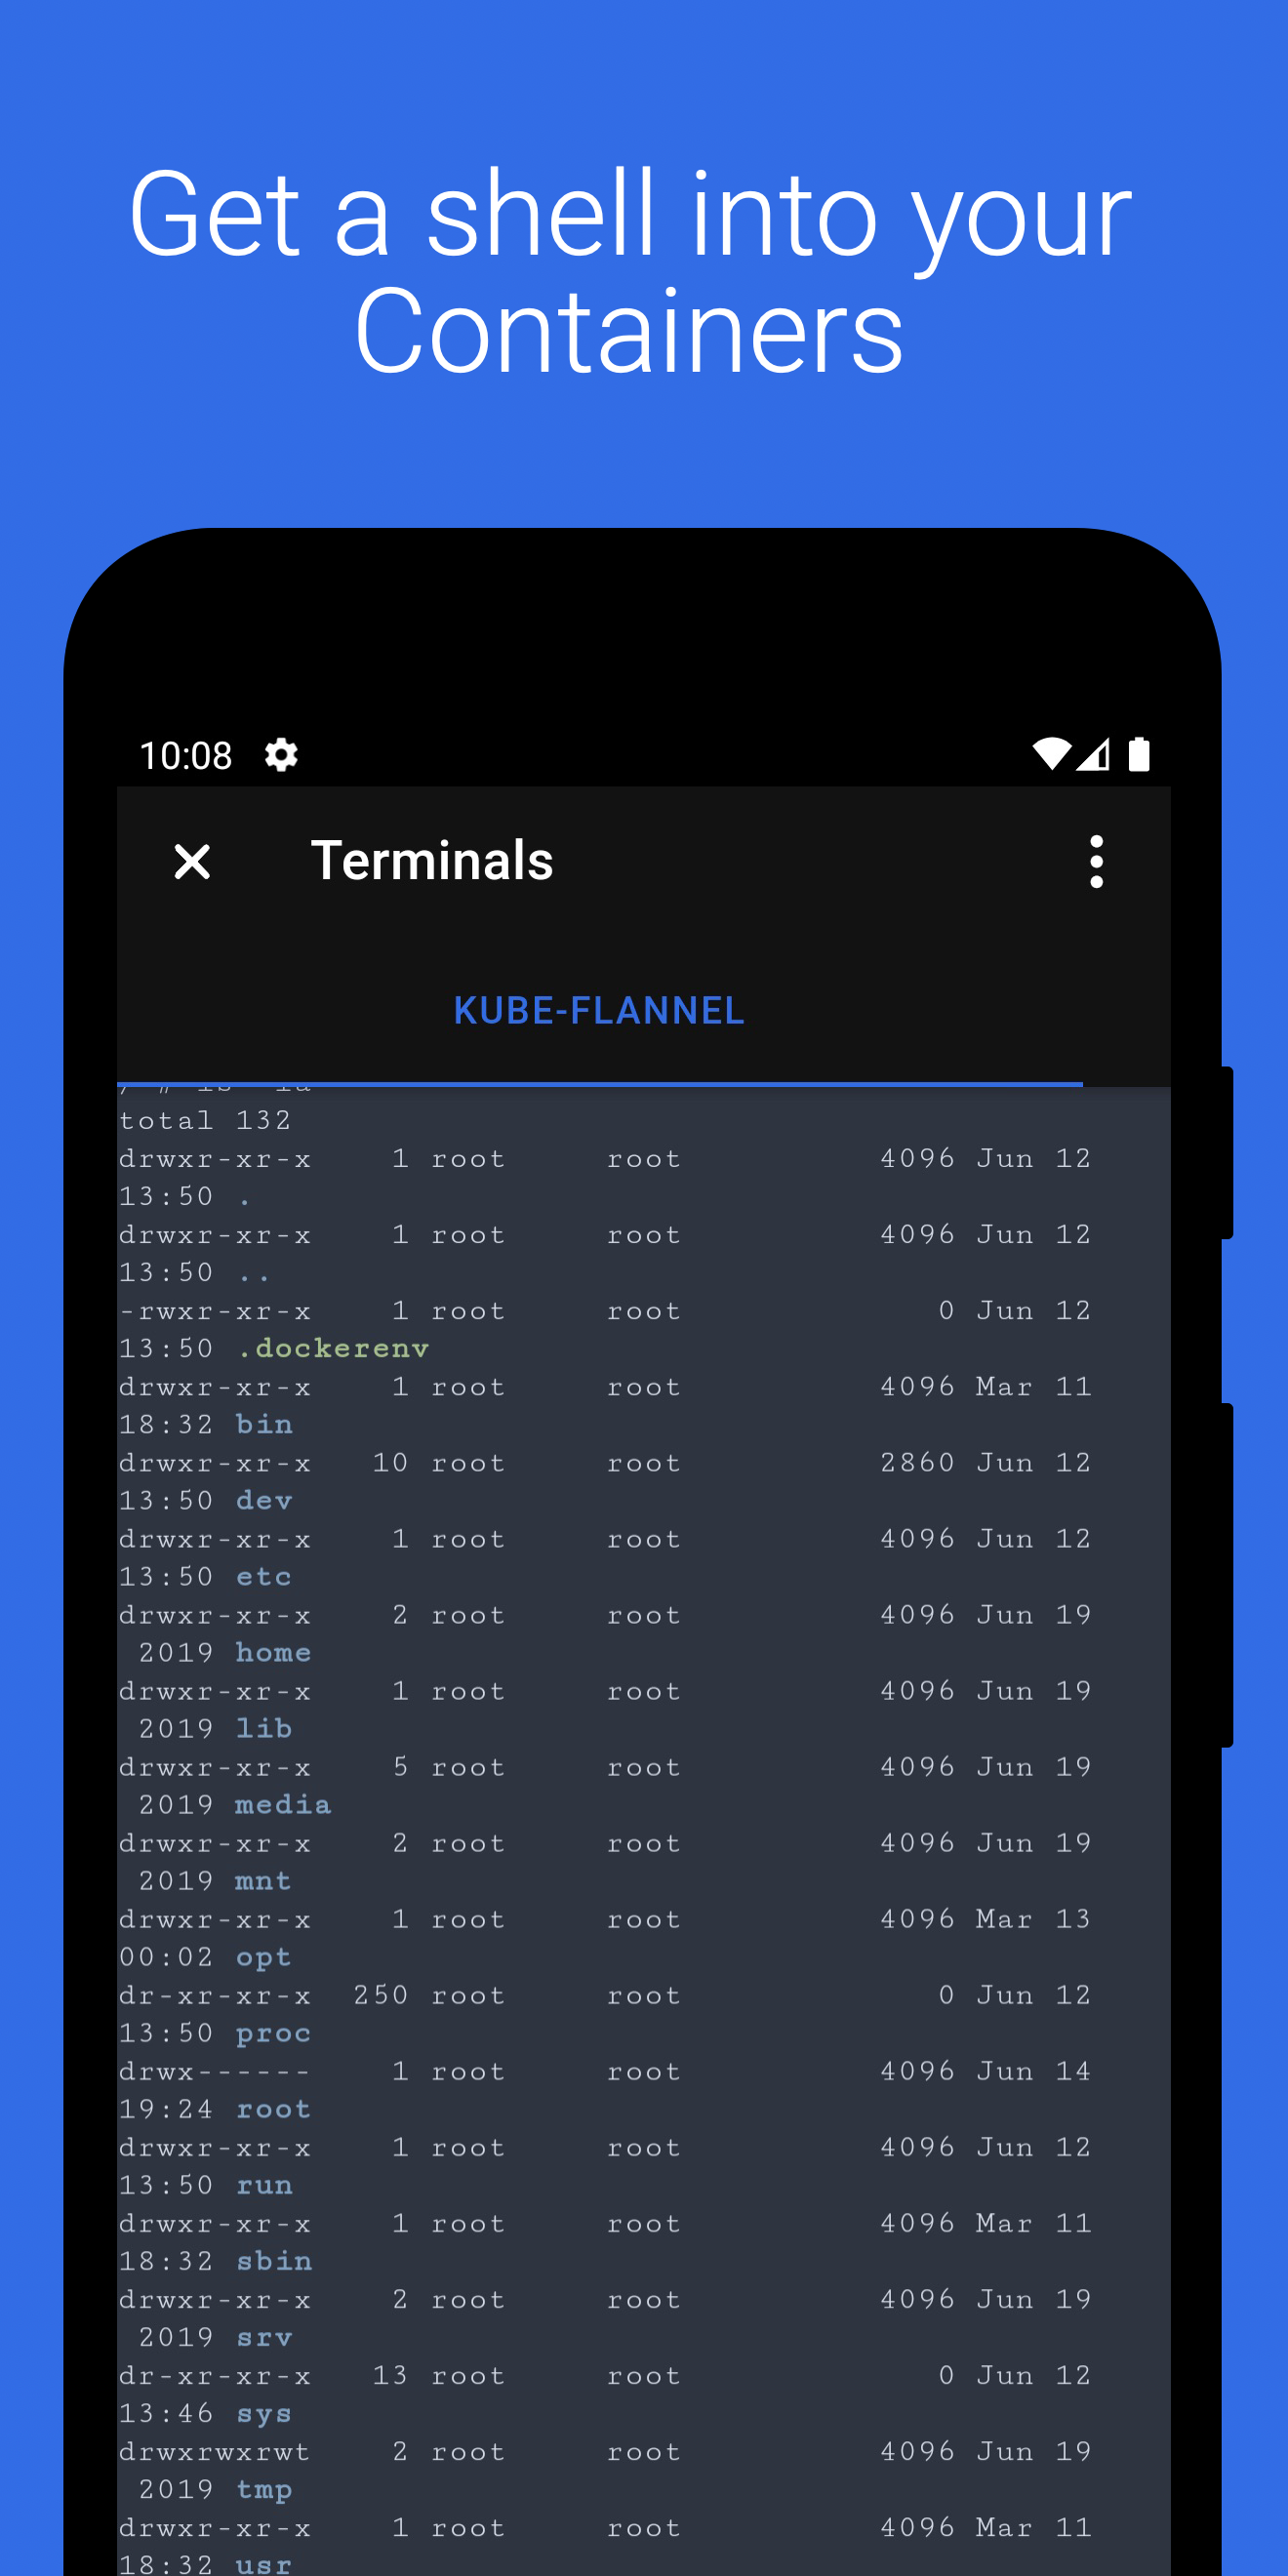 Get a shell into your
Containers
10:08
Terminals
KUBE-FLANNEL
total 132
drwxr-xr-x    1 root     root          4096 Jun 12
13:50 .
drwxr-xr-x    1 root     root          4096 Jun 12
13:50 ..
-rwxr-xr-x    1 root     root             0 Jun 12
13:50 .dockerenv
drwxr-xr-x    1 root     root          4096 Mar 11
18:32 bin
drwxr-xr-x   10 root     root          2860 Jun 12
13:50 dev
drwxr-xr-x    1 root     root          4096 Jun 12
13:50 etc
drwxr-xr-x    2 root     root          4096 Jun 19
 2019 home
drwxr-xr-x    1 root     root          4096 Jun 19
 2019 lib
drwxr-xr-x    5 root     root          4096 Jun 19
 2019 media
drwxr-xr-x    2 root     root          4096 Jun 19
 2019 mnt
drwxr-xr-x    1 root     root          4096 Mar 13
00:02 opt
dr-xr-xr-x  250 root     root             0 Jun 12
13:50 proc
drwx------    1 root     root          4096 Jun 14
19:24 root
drwxr-xr-x    1 root     root          4096 Jun 12
13:50 run
drwxr-xr-x    1 root     root          4096 Mar 11
18:32 sbin
drwxr-xr-x    2 root     root          4096 Jun 19
 2019 srv
dr-xr-xr-x   13 root     root             0 Jun 12
13:46 sys
drwxrwxrwt    2 root     root          4096 Jun 19
 2019 tmp
drwxr-xr-x    1 root     root          4096 Mar 11
18:32 usr